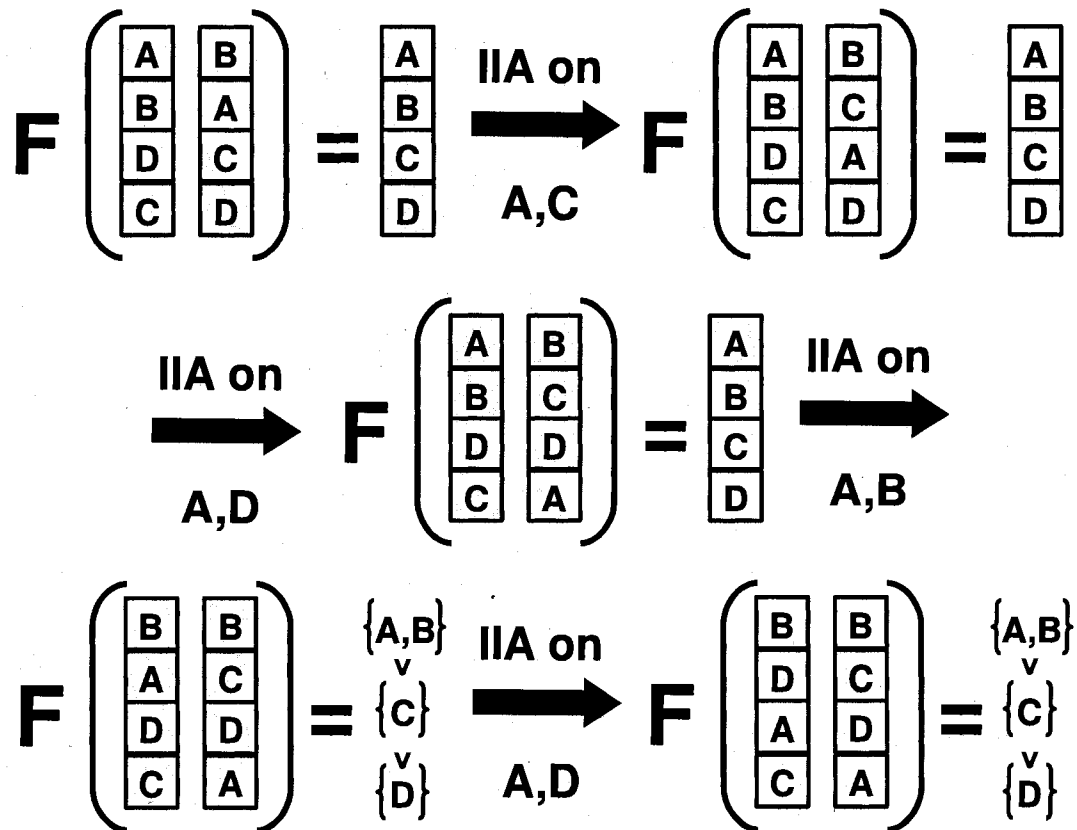 F ( A B ) = A IIA on F ( A B ) = A
B A B B C B
D C C D A C
C D D A,C C D D
IIA on F ( A B ) = A IIA on
B C B
D D C
A,D C A D A,B
F ( B B ) = {A,B} IIA on F ( B B ) = {A,B}
A C v D C v
D D {C} A D {C}
C A v C A v
{D} A,D {D}